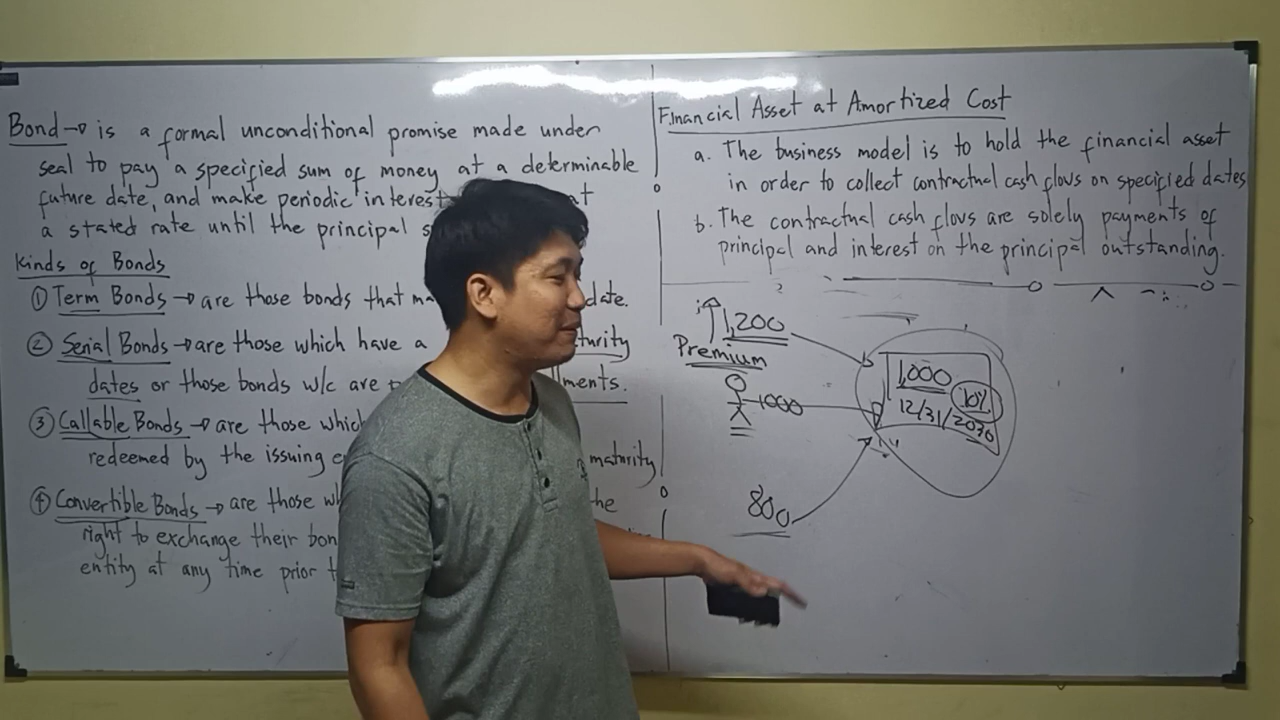 Bond → is a formal unconditional promise made under
seal to pay a specified sum of money at a determinable
future date, and make periodic interest at
a stated rate until the principal
Kinds of Bonds
① Term Bonds → are those bonds that date.
② Serial Bonds → are those which have a
dates or those bonds w/c are
③ Callable Bonds → are those which
redeemed by the issuing maturity
④ Convertible Bonds → are those the
right to exchange their
entity at any time prior
Financial Asset at Amortized Cost
a. The business model is to hold the financial asset
in order to collect contractual cash flows on specified dates
b. The contractual cash flows are solely payments of
principal and interest on the principal outstanding.
↑ 1,200
Premium
1000
800
1,000
10%
12/31/2030